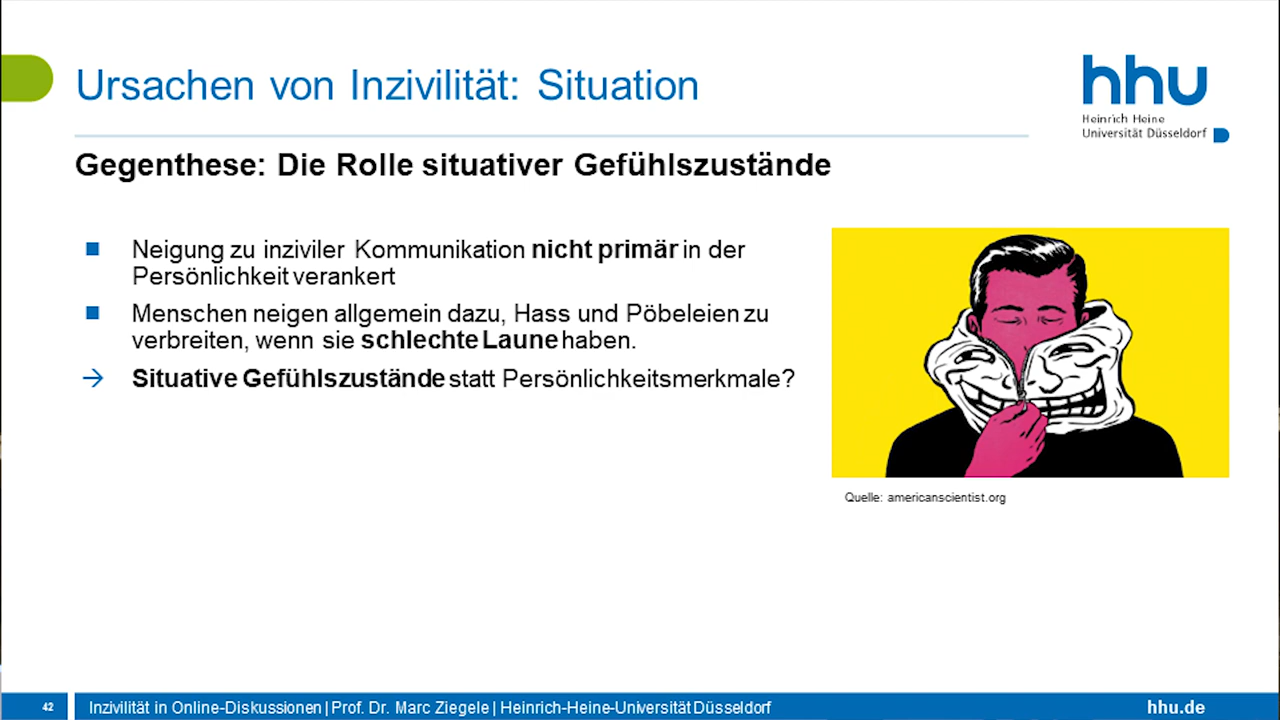 Ursachen von Inzivilität: Situation
hhu
Heinrich Heine
Universität Düsseldorf
Gegenthese: Die Rolle situativer Gefühlszustände
Neigung zu inziviler Kommunikation nicht primär in der
Persönlichkeit verankert
Menschen neigen allgemein dazu, Hass und Pöbeleien zu
verbreiten, wenn sie schlechte Laune haben.
→ Situative Gefühlszustände statt Persönlichkeitsmerkmale?
Quelle: americanscientist.org
42 Inzivilität in Online-Diskussionen | Prof. Dr. Marc Ziegele | Heinrich-Heine-Universität Düsseldorf hhu.de